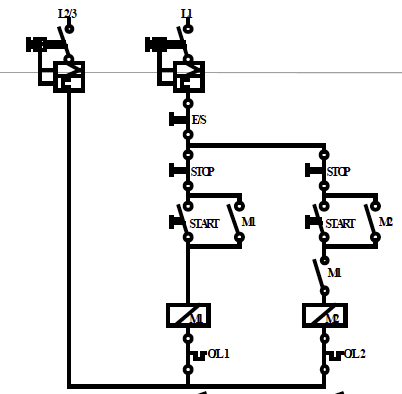 L2/3 L1
E/S
STOP STOP
START M1 START M2
M1
M1 M2
OL1 OL2